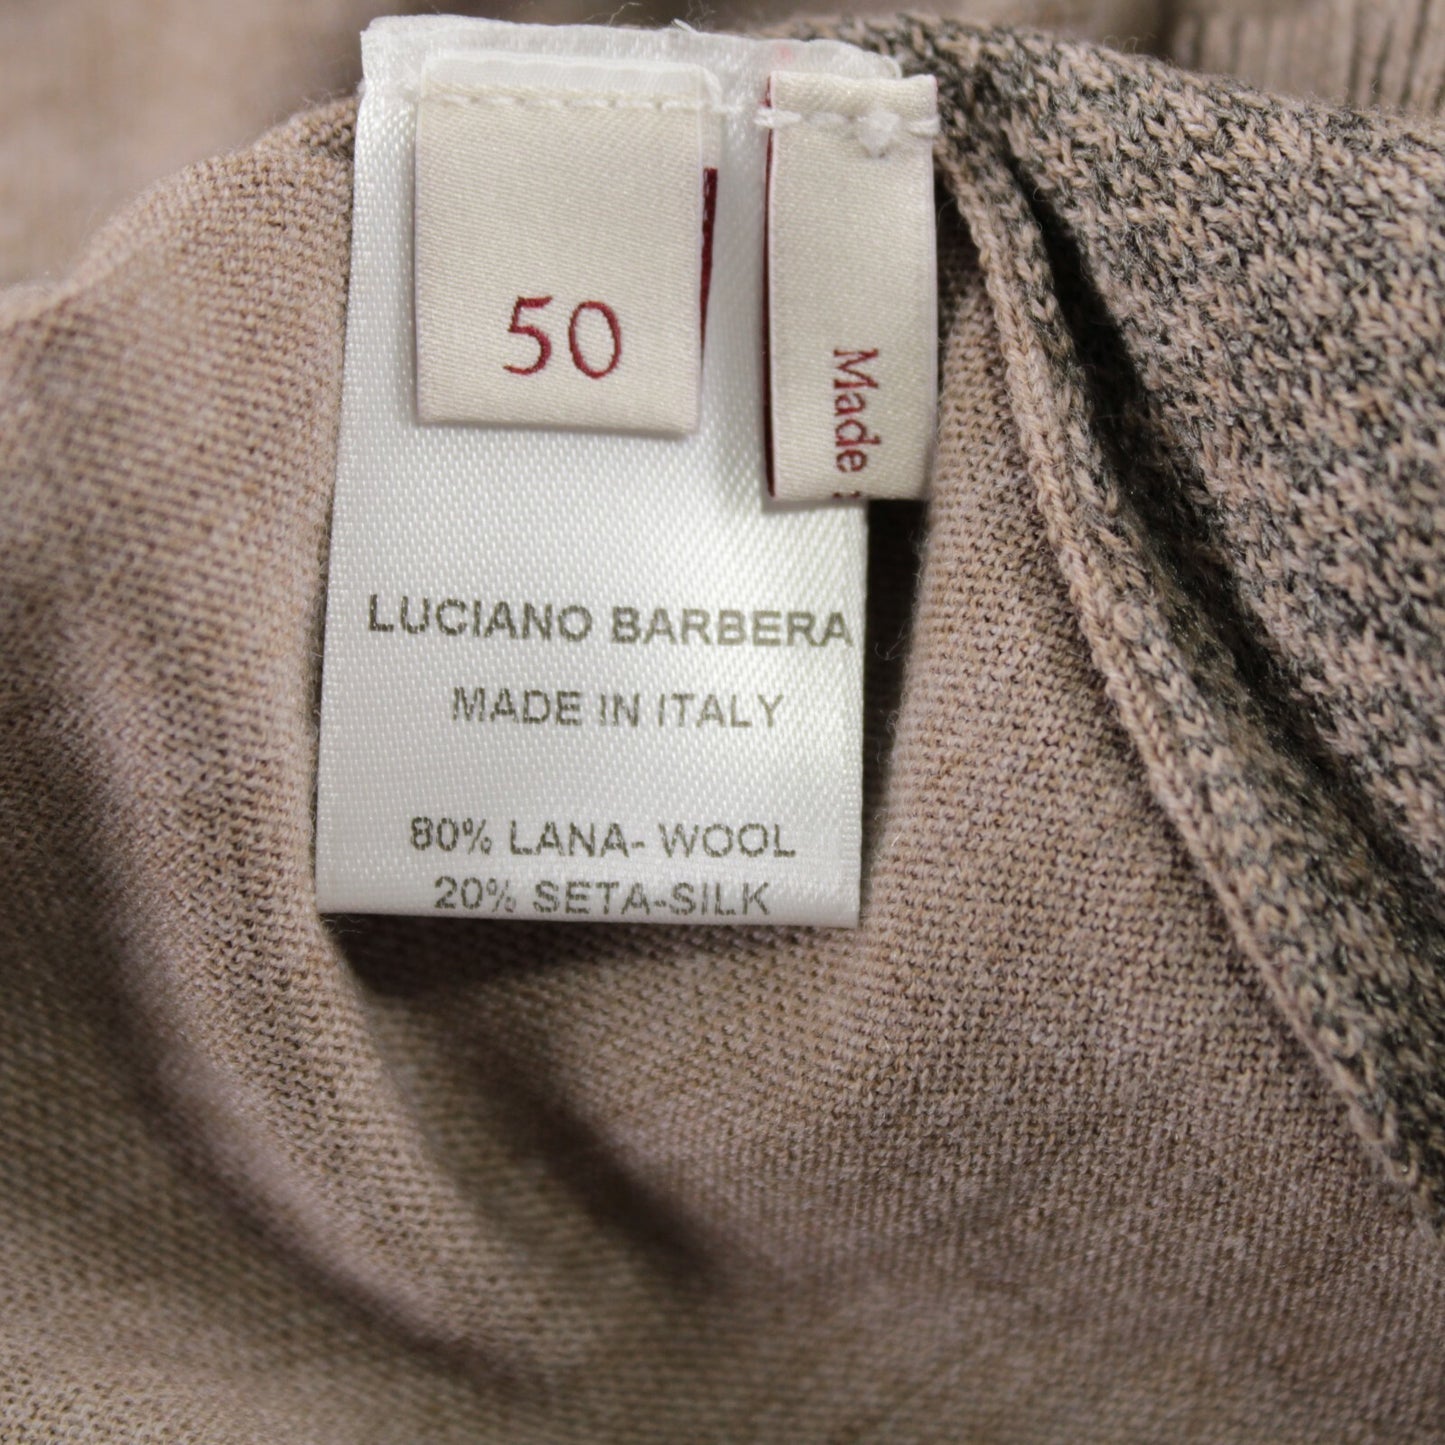 50
Made
LUCIANO BARBERA
MADE IN ITALY
80% LANA- WOOL
20% SETA-SILK